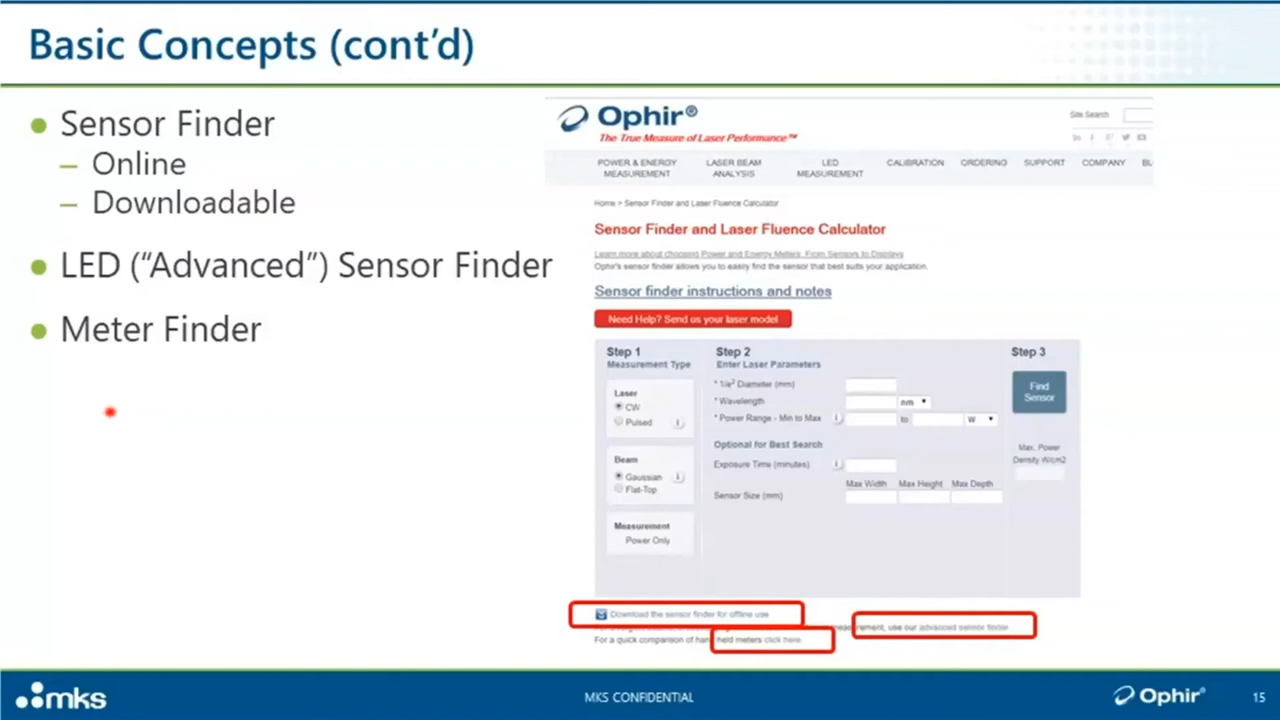 Basic Concepts (cont’d)
Sensor Finder
– Online
– Downloadable
LED (“Advanced”) Sensor Finder
Meter Finder
Ophir®
The True Measure of Laser Performance™
Site Search
POWER & ENERGY MEASUREMENT
LASER BEAM ANALYSIS
LED MEASUREMENT
CALIBRATION
ORDERING
SUPPORT
COMPANY
Home > Sensor Finder and Laser Fluence Calculator
Sensor Finder and Laser Fluence Calculator
Learn more about choosing Power and Energy Meters, From Sensors to Displays
Ophir's sensor finder allows you to easily find the sensor that best suits your application.
Sensor finder instructions and notes
Need Help? Send us your laser model
Step 1
Measurement Type
Laser
CW
Pulsed
i
Beam
Gaussian
i
Flat-Top
Measurement
Power Only
Step 2
Enter Laser Parameters
* 1/e² Diameter (mm)
* Wavelength
nm
* Power Range - Min to Max
i
to
W
Optional for Best Search
Exposure Time (minutes)
i
Max Width Max Height Max Depth
Sensor Size (mm)
Step 3
Find Sensor
Max. Power
Density W/cm2
Download the sensor finder for offline use
use our advanced sensor finder
For a quick comparison of hand held meters click here.
mks
MKS CONFIDENTIAL
Ophir®
15